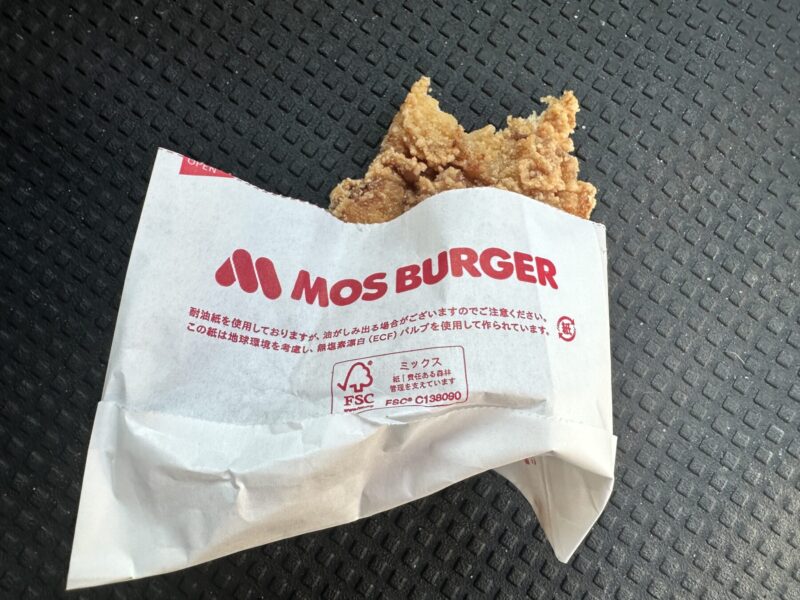 OPEN
MOS BURGER
耐油紙を使用しておりますが、油がしみ出る場合がございますのでご注意ください。
この紙は地球環境を考慮し、無塩素漂白(ECF)パルプを使用して作られています。
紙
ミックス
紙|責任ある森林
管理を支えています
FSC
FSC® C138090